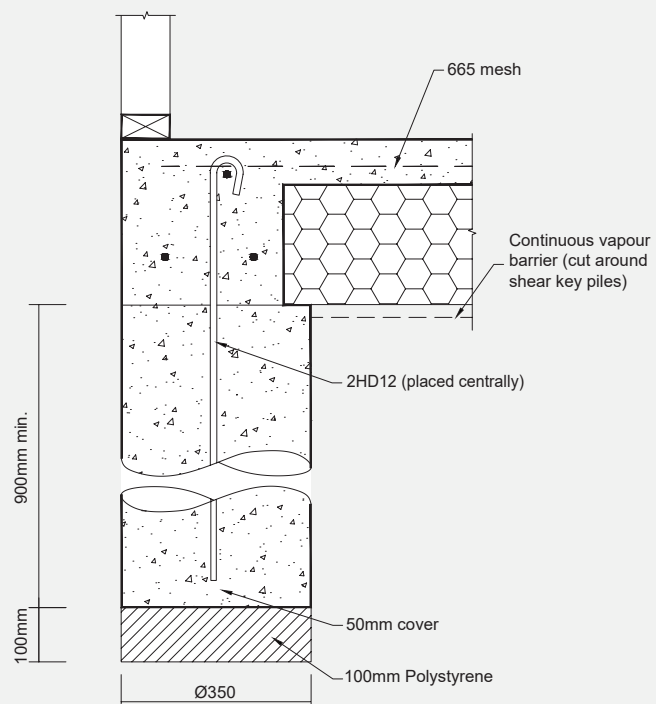 665 mesh
Continuous vapour
barrier (cut around
shear key piles)
2HD12 (placed centrally)
900mm min.
50mm cover
100mm
100mm Polystyrene
Ø350